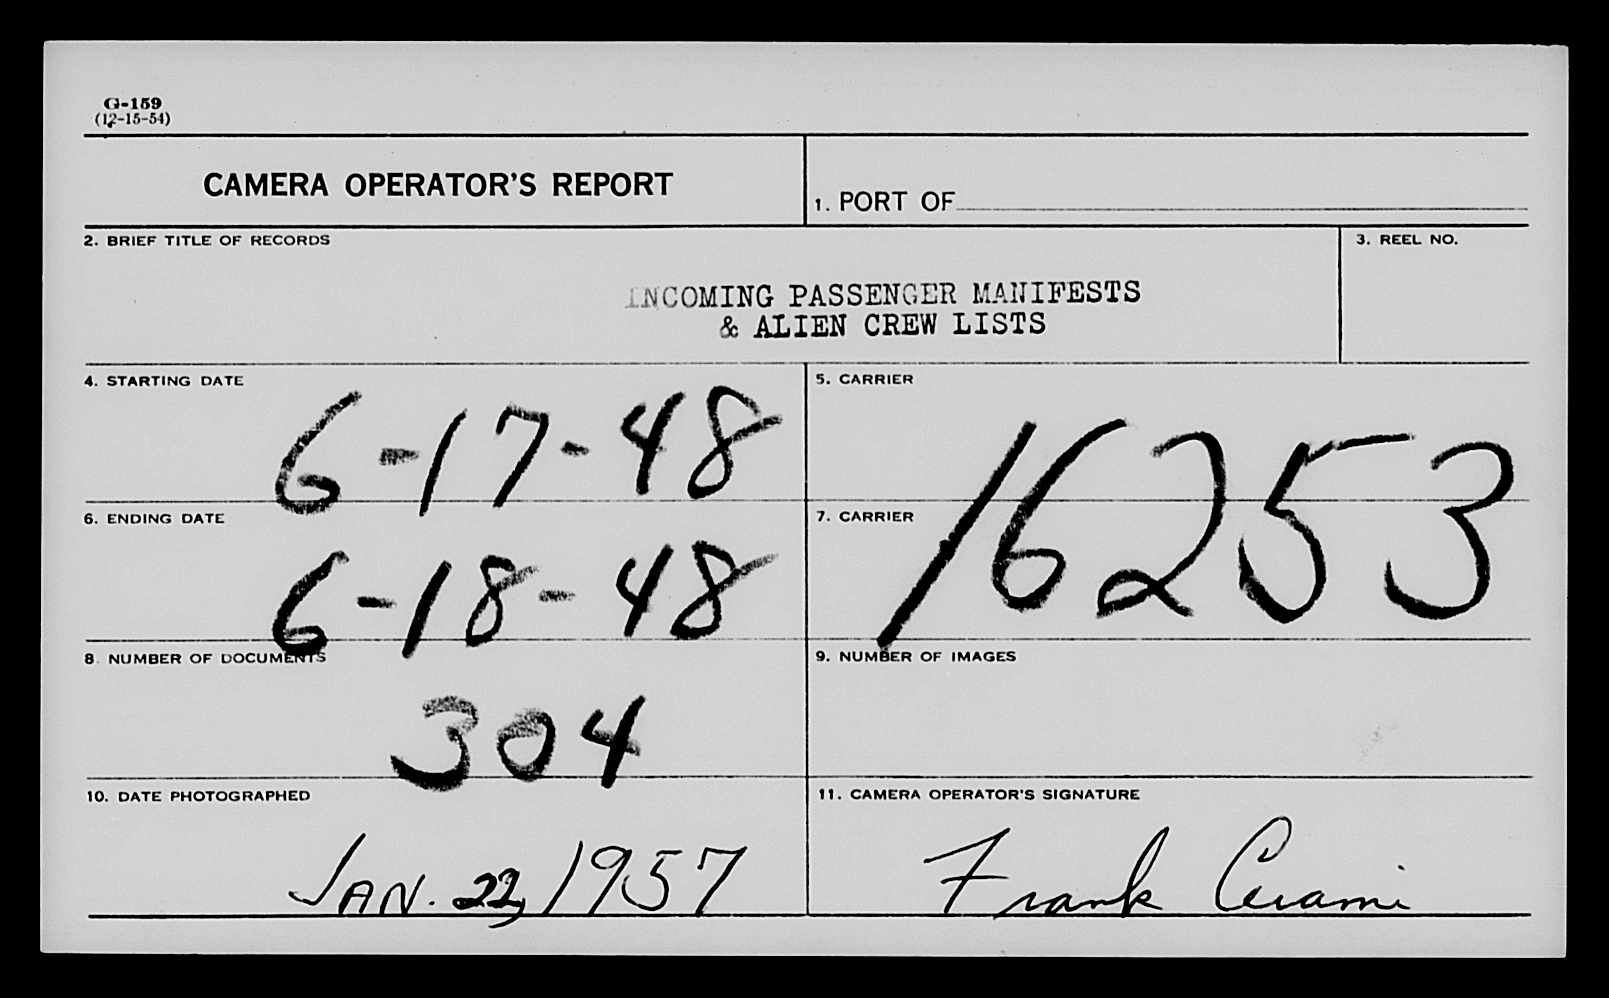 G-159
(12-15-54)
CAMERA OPERATOR'S REPORT
1. PORT OF
2. BRIEF TITLE OF RECORDS
INCOMING PASSENGER MANIFESTS
& ALIEN CREW LISTS
3. REEL NO.
4. STARTING DATE
6-17-48
5. CARRIER
16253
6. ENDING DATE
6-18-48
7. CARRIER
8. NUMBER OF DOCUMENTS
304
9. NUMBER OF IMAGES
10. DATE PHOTOGRAPHED
JAN. 22, 1957
11. CAMERA OPERATOR'S SIGNATURE
Frank Cerami